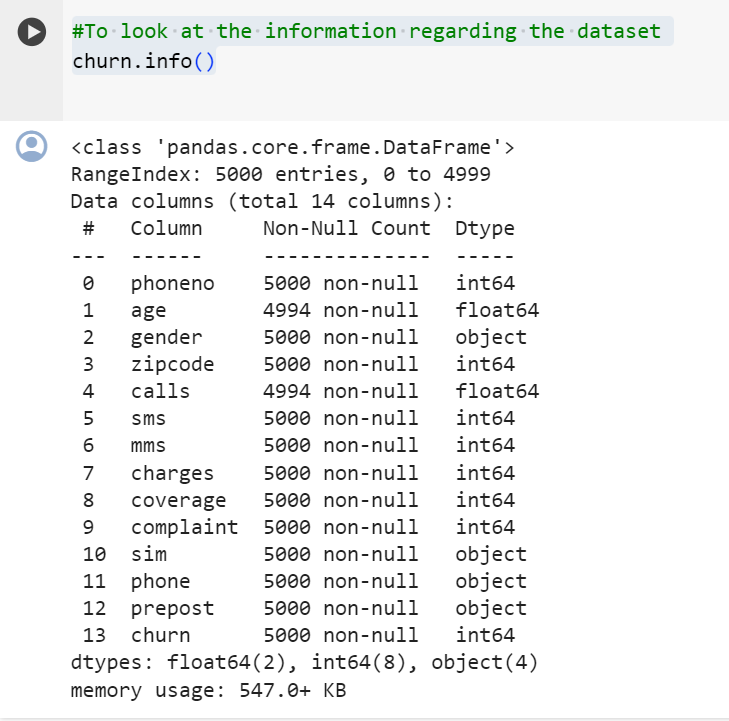 #To look at the information regarding the dataset
churn.info()
<class 'pandas.core.frame.DataFrame'>
RangeIndex: 5000 entries, 0 to 4999
Data columns (total 14 columns):
 #   Column     Non-Null Count  Dtype
---  ------     --------------  -----
 0   phoneno    5000 non-null   int64
 1   age        4994 non-null   float64
 2   gender     5000 non-null   object
 3   zipcode    5000 non-null   int64
 4   calls      4994 non-null   float64
 5   sms        5000 non-null   int64
 6   mms        5000 non-null   int64
 7   charges    5000 non-null   int64
 8   coverage   5000 non-null   int64
 9   complaint  5000 non-null   int64
 10  sim        5000 non-null   object
 11  phone      5000 non-null   object
 12  prepost    5000 non-null   object
 13  churn      5000 non-null   int64
dtypes: float64(2), int64(8), object(4)
memory usage: 547.0+ KB